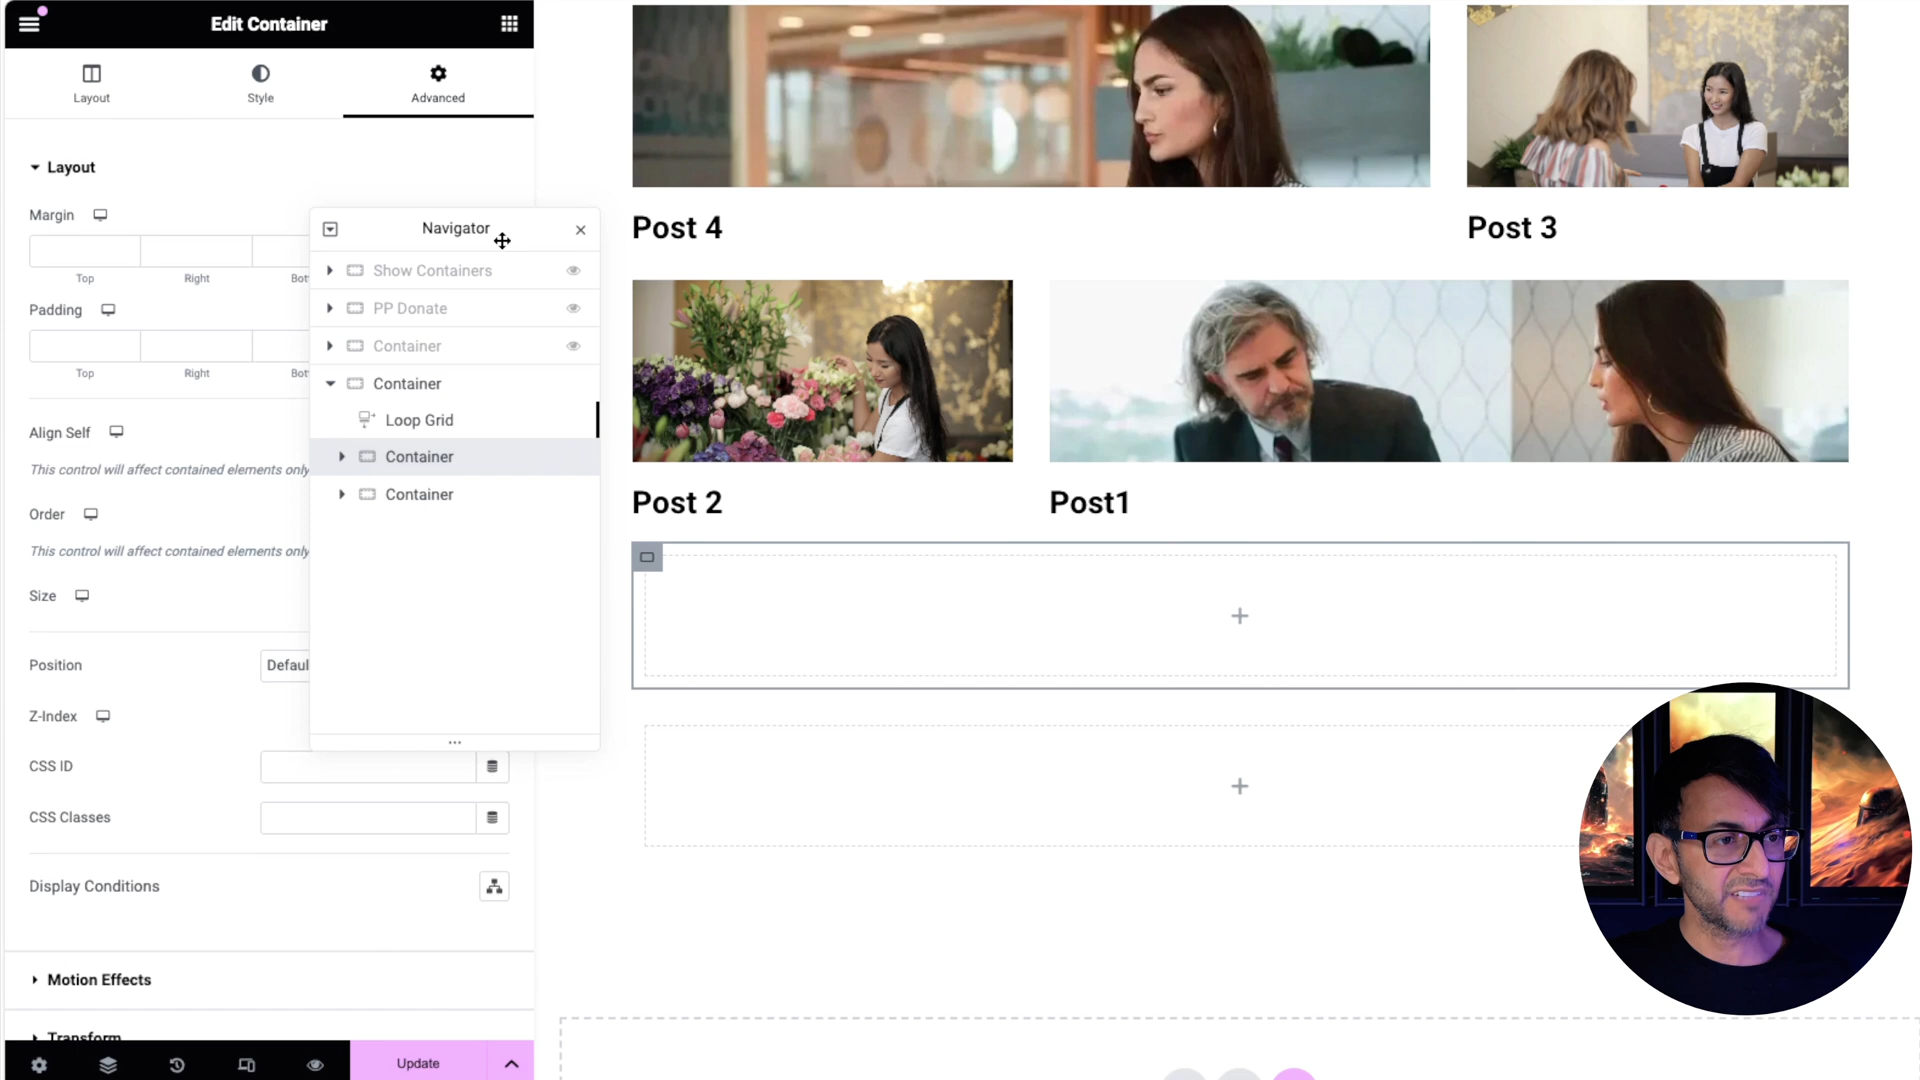 Edit Container
Layout
Style
Advanced
Layout
Margin
Top
Right
Bot
Padding
Top
Right
Bot
Align Self
This control will affect contained elements only
Order
This control will affect contained elements only
Size
Position
Defaul
Z-Index
CSS ID
CSS Classes
Display Conditions
Motion Effects
Transform
Update
Navigator
Show Containers
PP Donate
Container
Container
Loop Grid
Container
Container
Post 4
Post 3
Post 2
Post1